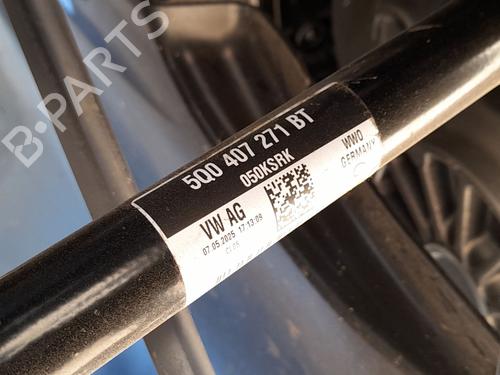 B-PARTS
5Q0 407 271 BT
050KSRK
VW AG
WWO
GERMANY
07.05.2025 17:13:09